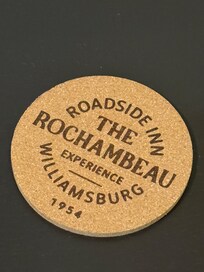 ROADSIDE INN
THE
ROCHAMBEAU
EXPERIENCE
WILLIAMSBURG
1954